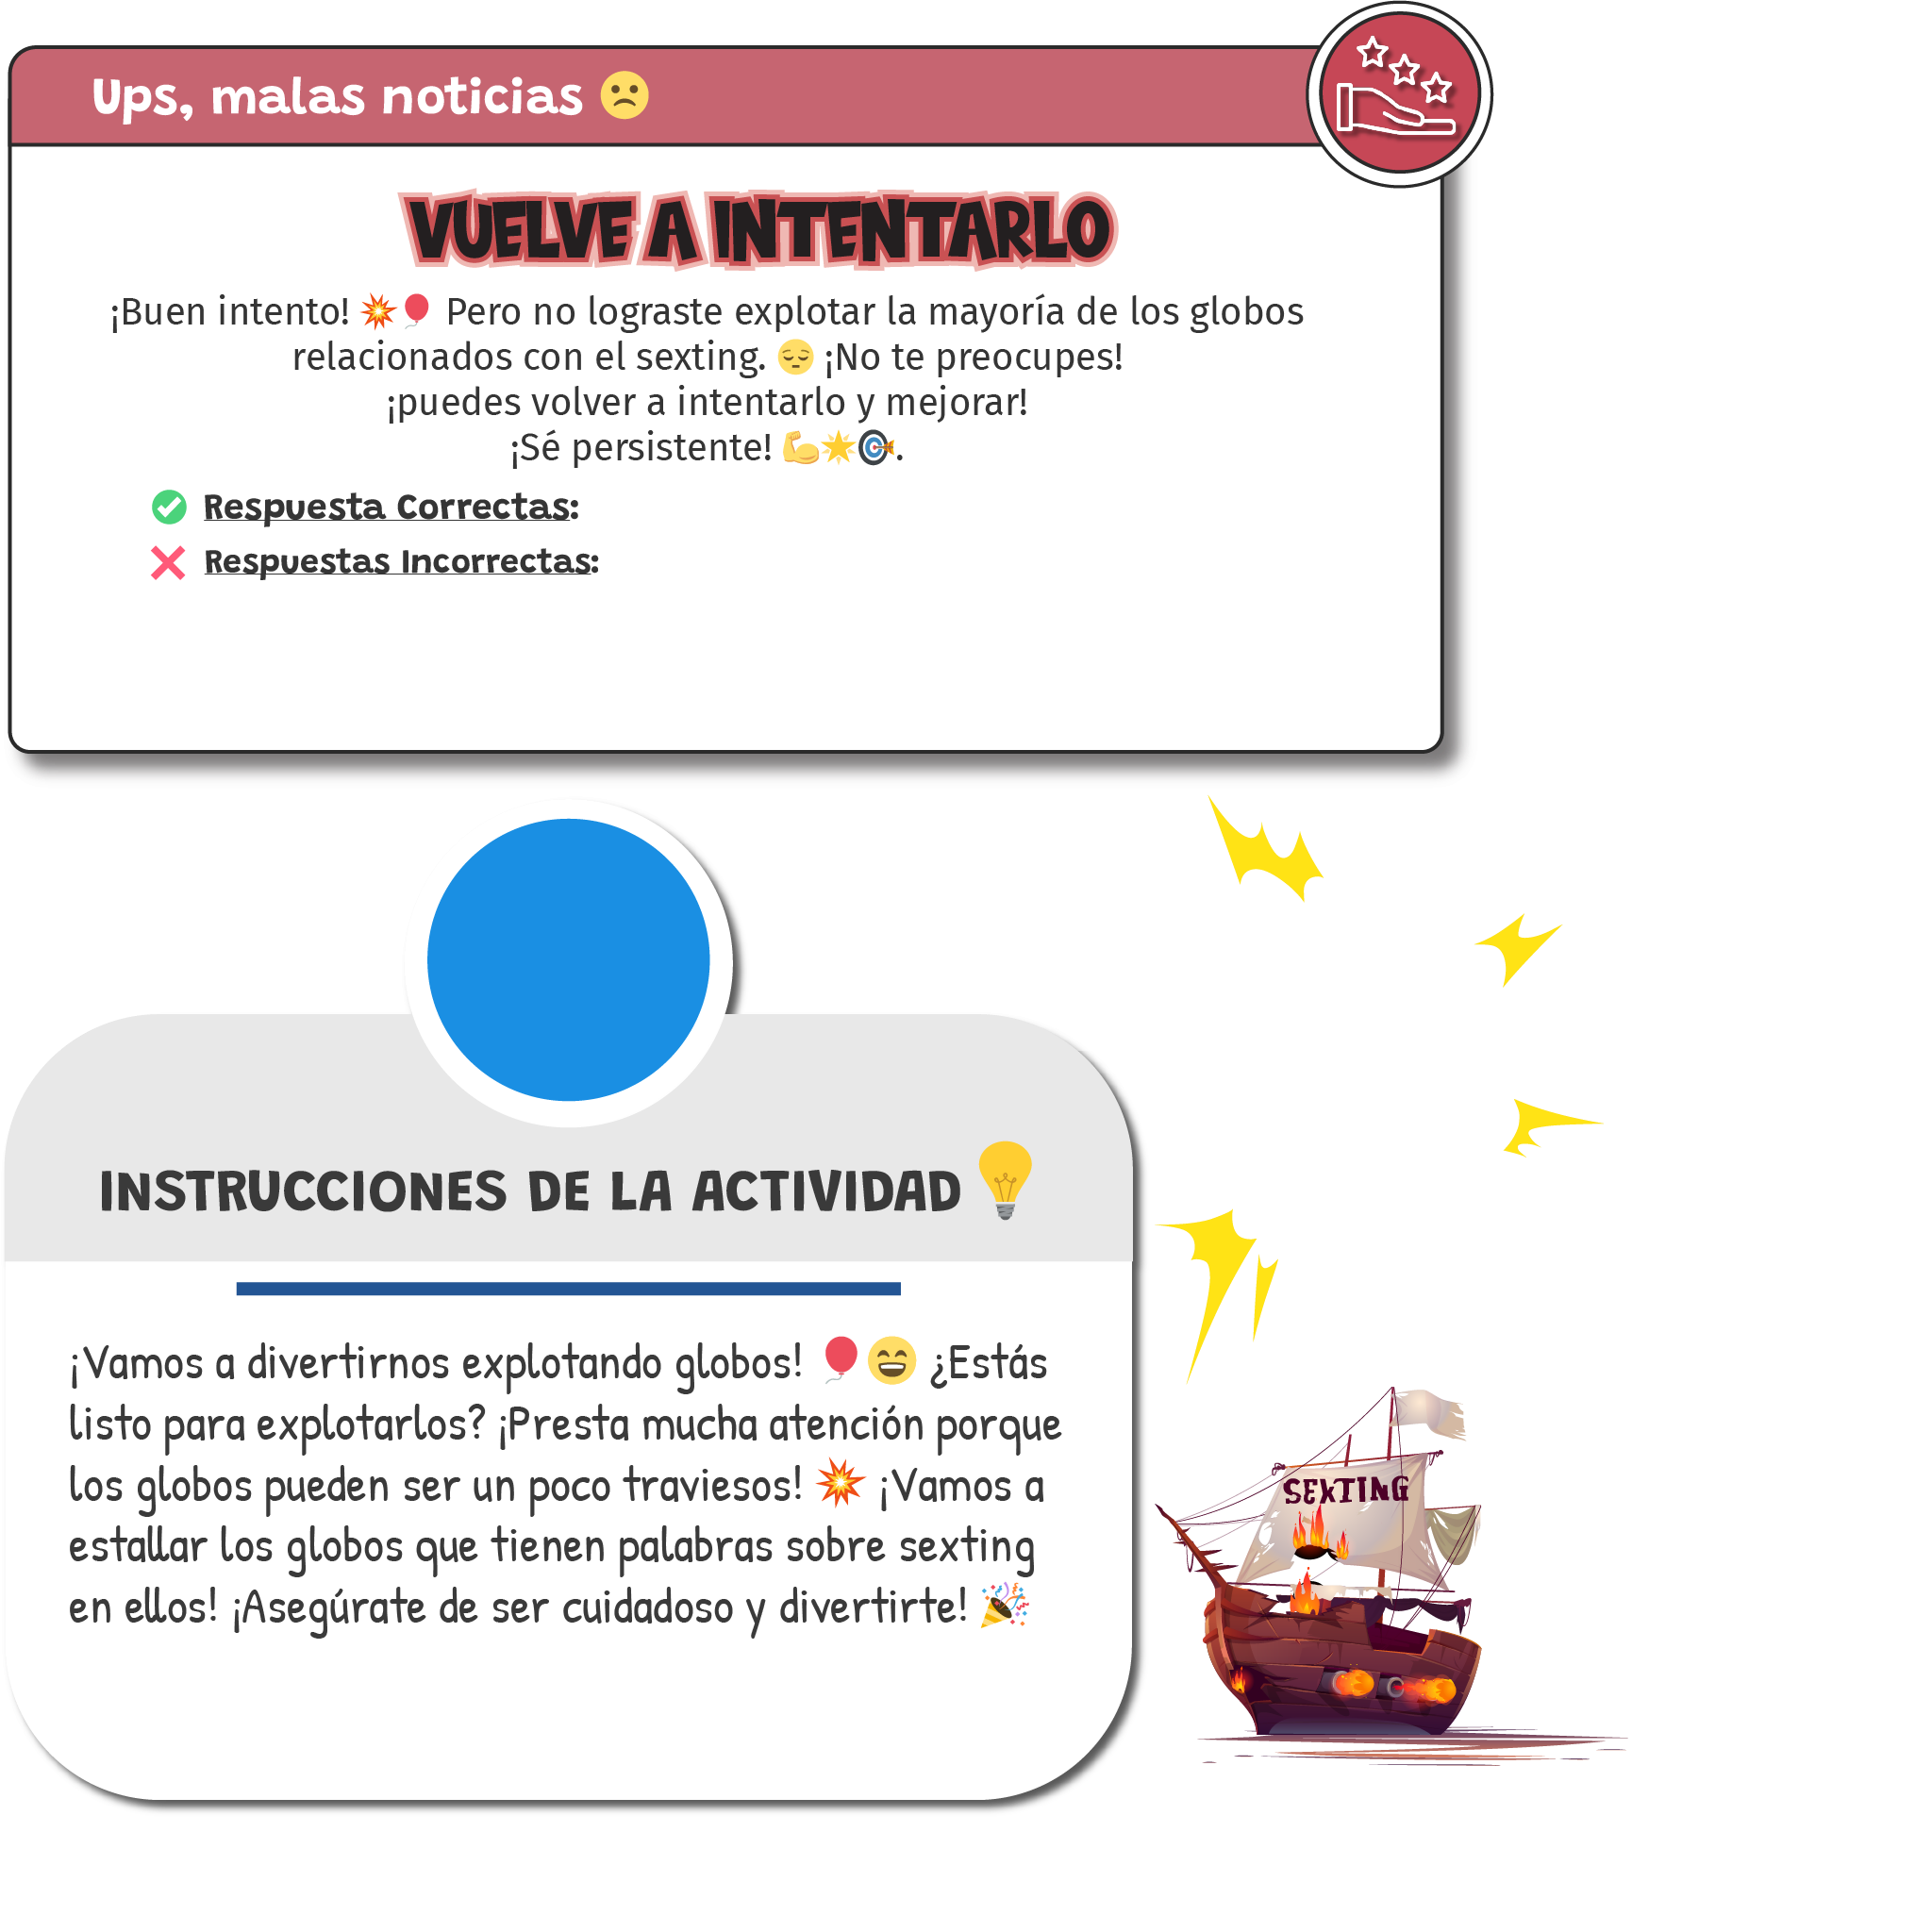 Ups, malas noticias 🙁
VUELVE A INTENTARLO
¡Buen intento! 💥🎈 Pero no lograste explotar la mayoría de los globos
relacionados con el sexting. 😔 ¡No te preocupes!
¡puedes volver a intentarlo y mejorar!
¡Sé persistente! 💪🌟🎯.
✅ Respuesta Correctas:
❌ Respuestas Incorrectas:
INSTRUCCIONES DE LA ACTIVIDAD 💡
¡Vamos a divertirnos explotando globos! 🎈😄 ¿Estás
listo para explotarlos? ¡Presta mucha atención porque
los globos pueden ser un poco traviesos! 💥 ¡Vamos a
estallar los globos que tienen palabras sobre sexting
en ellos! ¡Asegúrate de ser cuidadoso y divertirte! 🎉
SEXTING